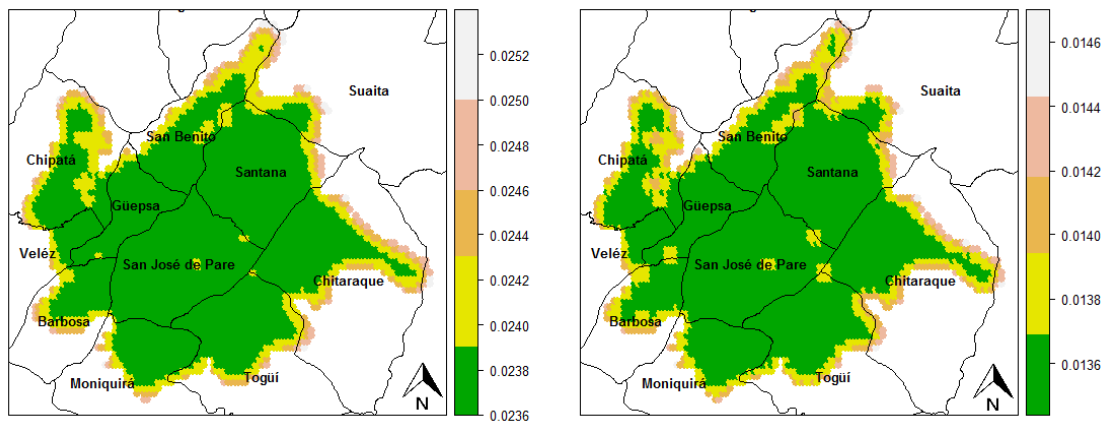 Suaita
San Benito
Chipatá
Santana
Güepsa
Veléz
San José de Pare
Chitaraque
Barbosa
Moniquirá
Togüí
N
0.0252
0.0250
0.0246
0.0244
0.0242
0.0240
0.0238
0.0236
Suaita
San Benito
Chipatá
Santana
Güepsa
Veléz
San José de Pare
Chitaraque
Barbosa
Moniquirá
Togüí
N
0.0146
0.0144
0.0142
0.0140
0.0138
0.0136